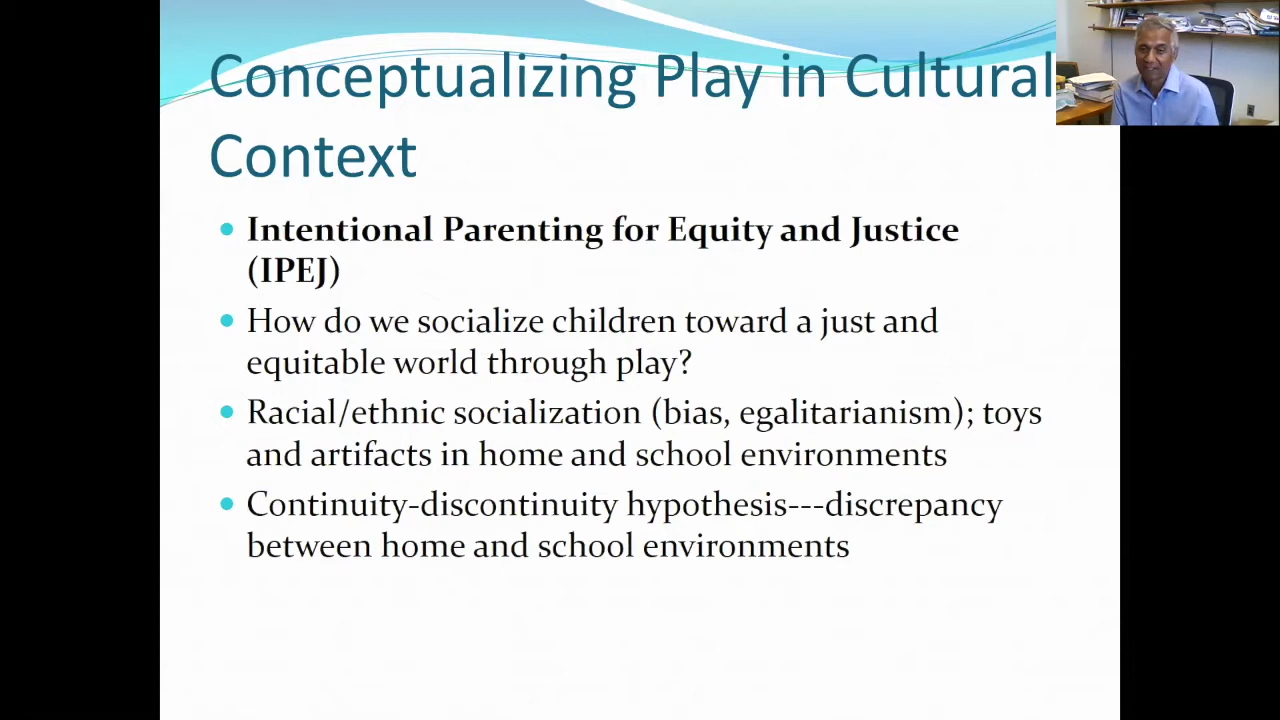 Conceptualizing Play in Cultural
Context
Intentional Parenting for Equity and Justice
(IPEJ)
How do we socialize children toward a just and
equitable world through play?
Racial/ethnic socialization (bias, egalitarianism); toys
and artifacts in home and school environments
Continuity-discontinuity hypothesis---discrepancy
between home and school environments